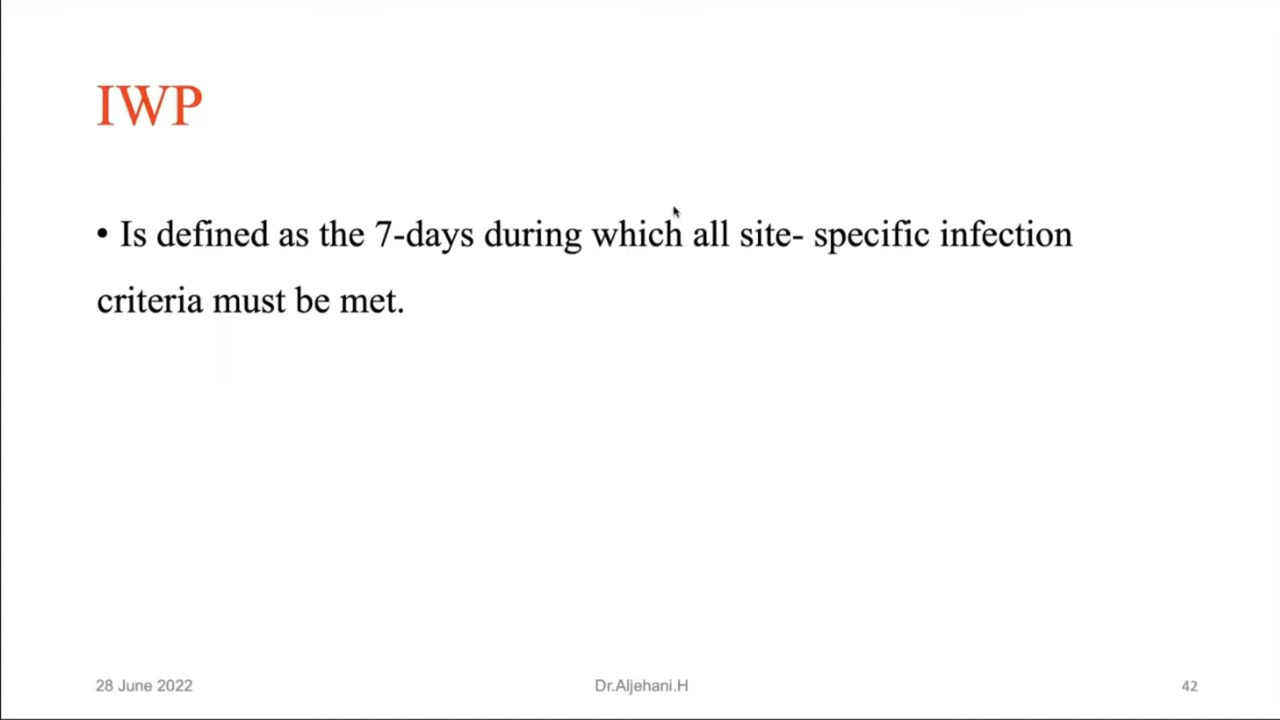 IWP
• Is defined as the 7-days during which all site- specific infection
criteria must be met.
28 June 2022
Dr.Aljehani.H
42